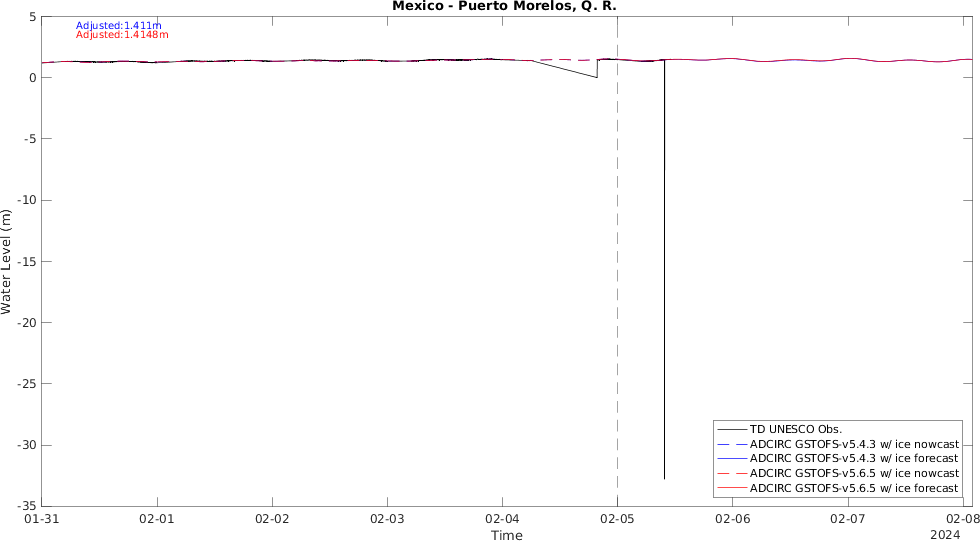 Mexico - Puerto Morelos, Q. R.
Adjusted:1.411m
Adjusted:1.4148m
5
0
-5
-10
-15
-20
-25
-30
-35
Water Level (m)
TD UNESCO Obs.
ADCIRC GSTOFS-v5.4.3 w/ ice nowcast
ADCIRC GSTOFS-v5.4.3 w/ ice forecast
ADCIRC GSTOFS-v5.6.5 w/ ice nowcast
ADCIRC GSTOFS-v5.6.5 w/ ice forecast
01-31 02-01 02-02 02-03 02-04 02-05 02-06 02-07 02-08
Time
2024